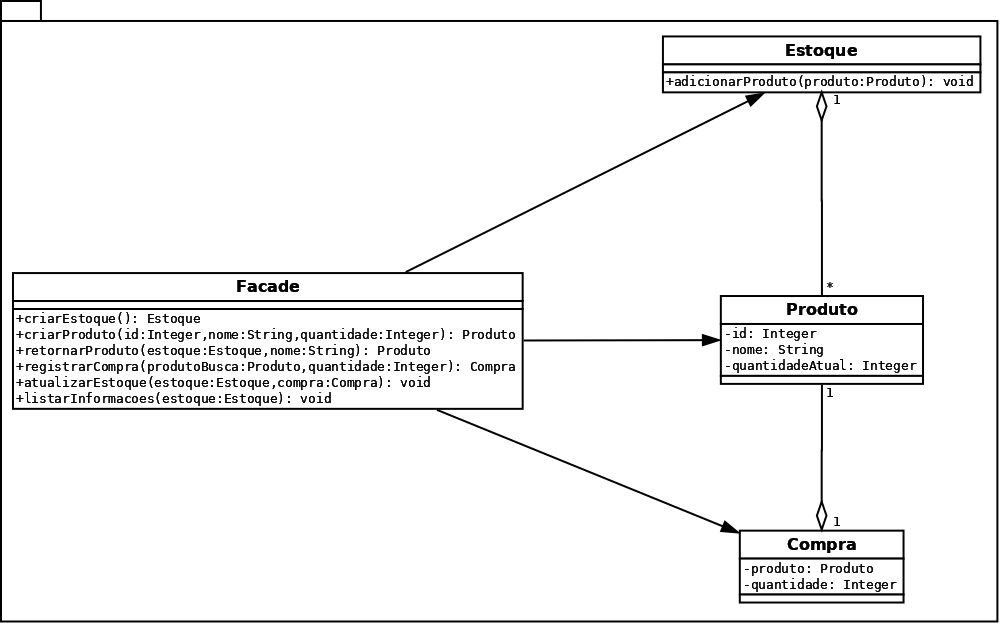 Estoque
+adicionarProduto(produto:Produto): void
1
*
Facade
+criarEstoque(): Estoque
+criarProduto(id:Integer,nome:String,quantidade:Integer): Produto
+retornarProduto(estoque:Estoque,nome:String): Produto
+registrarCompra(produtoBusca:Produto,quantidade:Integer): Compra
+atualizarEstoque(estoque:Estoque,compra:Compra): void
+listarInformacoes(estoque:Estoque): void
Produto
-id: Integer
-nome: String
-quantidadeAtual: Integer
1
1
Compra
-produto: Produto
-quantidade: Integer